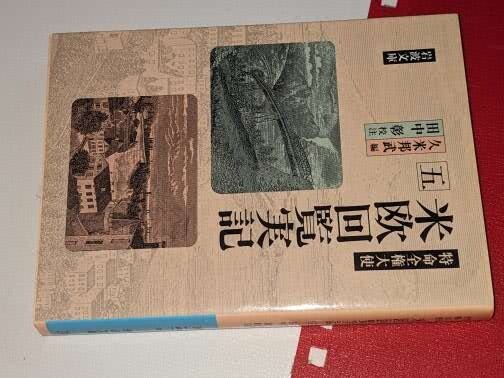 特命全権大使
米欧回覧実記
五
久米邦武 編
田中彰 校注
岩波文庫